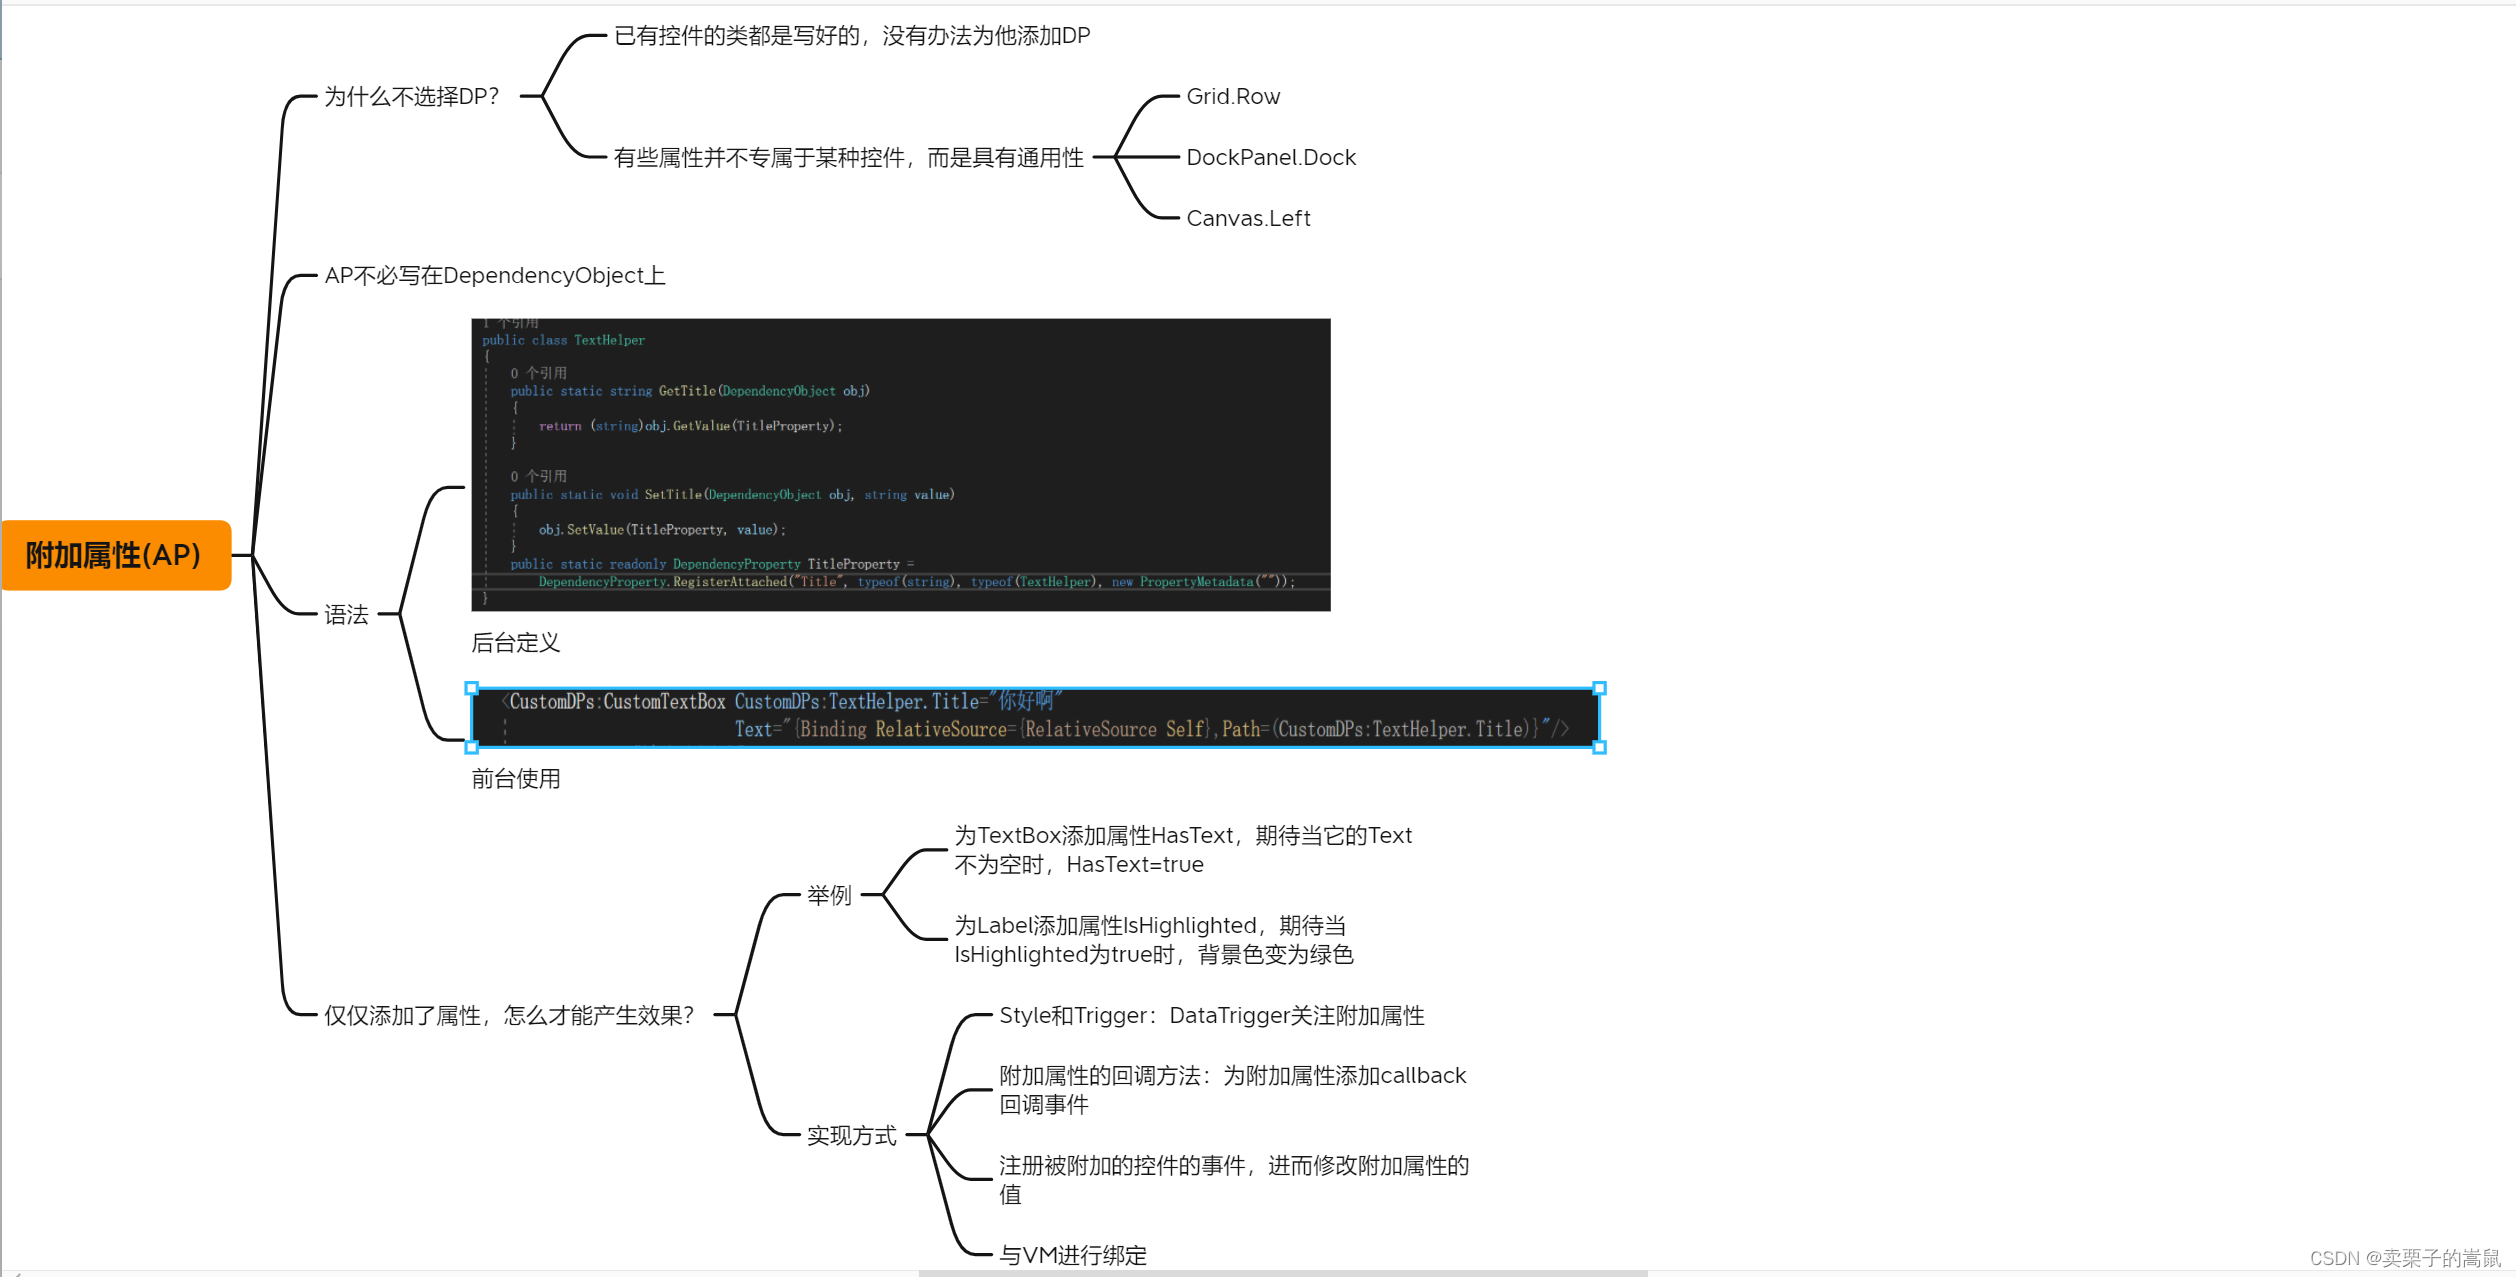 附加属性(AP)
为什么不选择DP？
已有控件的类都是写好的，没有办法为他添加DP
有些属性并不专属于某种控件，而是具有通用性
Grid.Row
DockPanel.Dock
Canvas.Left
AP不必写在DependencyObject上
语法
1 个引用
public class TextHelper
{
0 个引用
public static string GetTitle(DependencyObject obj)
{
return (string)obj.GetValue(TitleProperty);
}
0 个引用
public static void SetTitle(DependencyObject obj, string value)
{
obj.SetValue(TitleProperty, value);
}
public static readonly DependencyProperty TitleProperty =
DependencyProperty.RegisterAttached("Title", typeof(string), typeof(TextHelper), new PropertyMetadata(""));
}
后台定义
<CustomDPs:CustomTextBox CustomDPs:TextHelper.Title="你好啊"
Text="{Binding RelativeSource={RelativeSource Self},Path=(CustomDPs:TextHelper.Title)}"/>
前台使用
仅仅添加了属性，怎么才能产生效果？
举例
为TextBox添加属性HasText，期待当它的Text
不为空时，HasText=true
为Label添加属性IsHighlighted，期待当
IsHighlighted为true时，背景色变为绿色
实现方式
Style和Trigger：DataTrigger关注附加属性
附加属性的回调方法：为附加属性添加callback
回调事件
注册被附加的控件的事件，进而修改附加属性的
值
与VM进行绑定
CSDN @卖栗子的嵩鼠